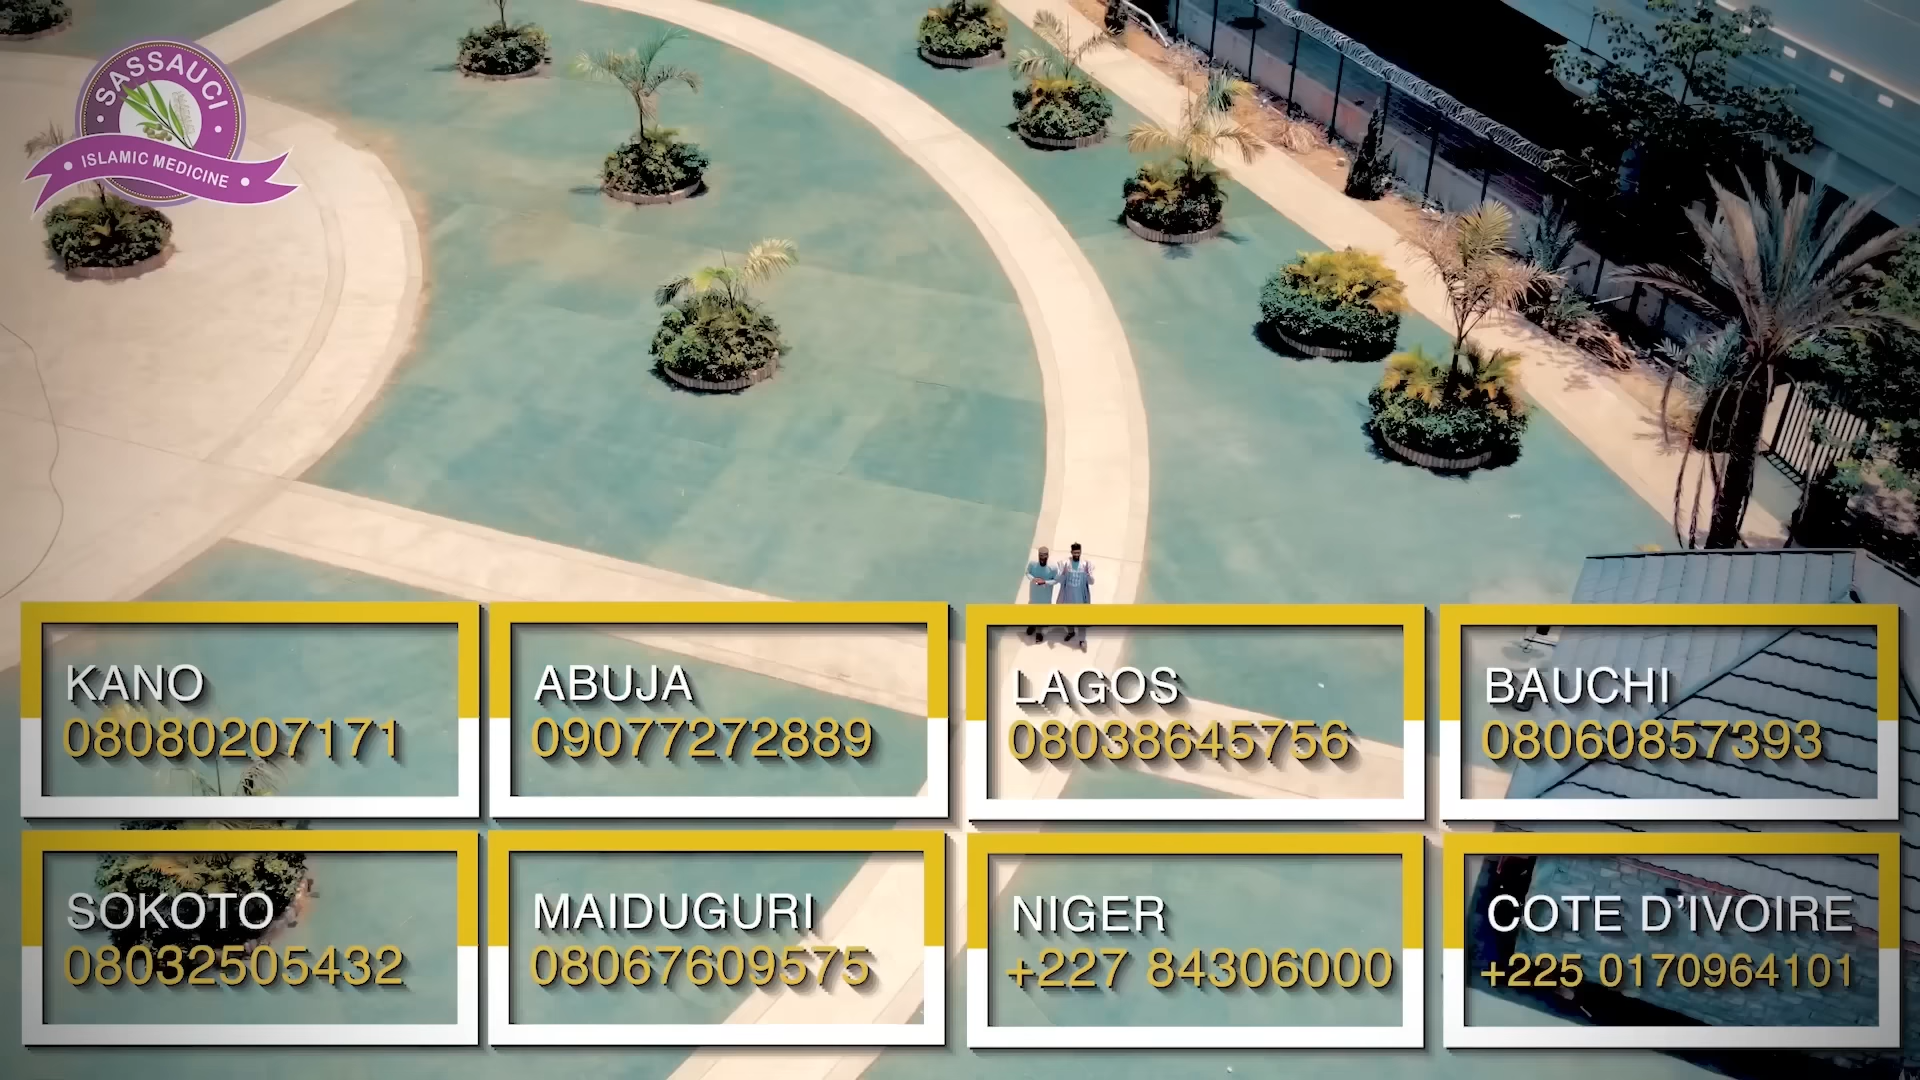 SASSAUCI
ISLAMIC MEDICINE
KANO
08080207171
ABUJA
09077272889
LAGOS
08038645756
BAUCHI
08060857393
SOKOTO
08032505432
MAIDUGURI
08067609575
NIGER
+227 84306000
COTE D’IVOIRE
+225 0170964101